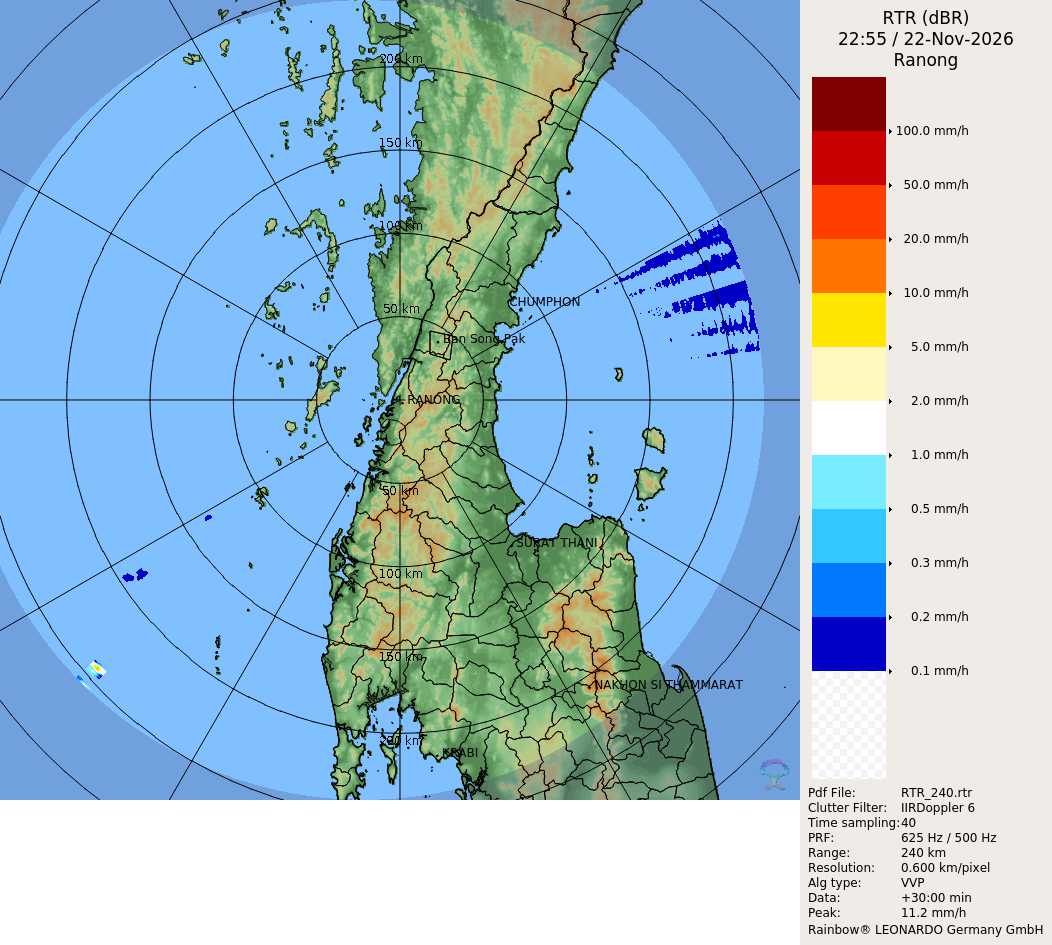 RTR (dBR)
22:55 / 22-Nov-2026
Ranong
100.0 mm/h
50.0 mm/h
20.0 mm/h
10.0 mm/h
5.0 mm/h
2.0 mm/h
1.0 mm/h
0.5 mm/h
0.3 mm/h
0.2 mm/h
0.1 mm/h
200 km
150 km
100 km
50 km
CHUMPHON
Ban Song Pak
RANONG
50 km
SURAT THANI
100 km
150 km
NAKHON SI THAMMARAT
200 km
KRABI
Pdf File: RTR_240.rtr
Clutter Filter: IIRDoppler 6
Time sampling: 40
PRF: 625 Hz / 500 Hz
Range: 240 km
Resolution: 0.600 km/pixel
Alg type: VVP
Data: +30:00 min
Peak: 11.2 mm/h
Rainbow® LEONARDO Germany GmbH